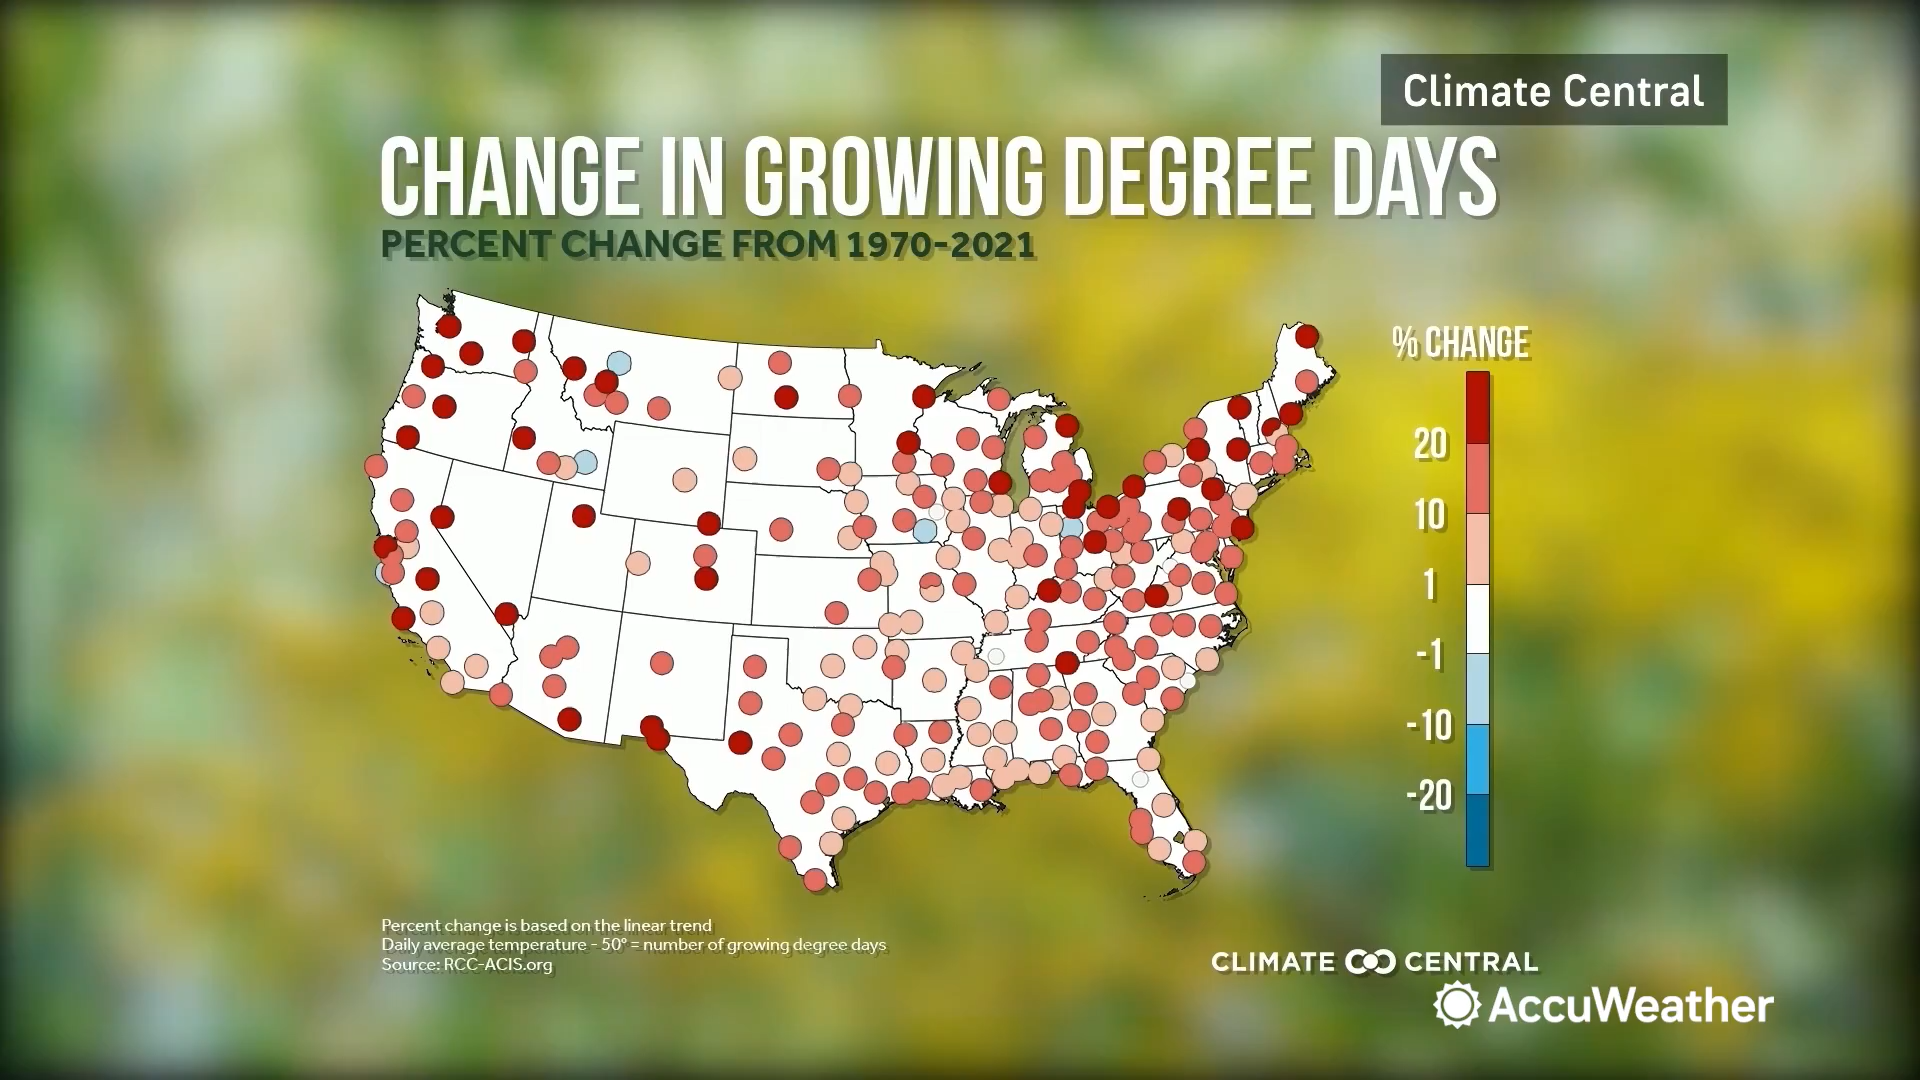 Climate Central
CHANGE IN GROWING DEGREE DAYS
PERCENT CHANGE FROM 1970-2021
% CHANGE
20
10
1
-1
-10
-20
Percent change is based on the linear trend
Daily average temperature - 50° = number of growing degree days
Source: RCC-ACIS.org
CLIMATE CENTRAL
AccuWeather